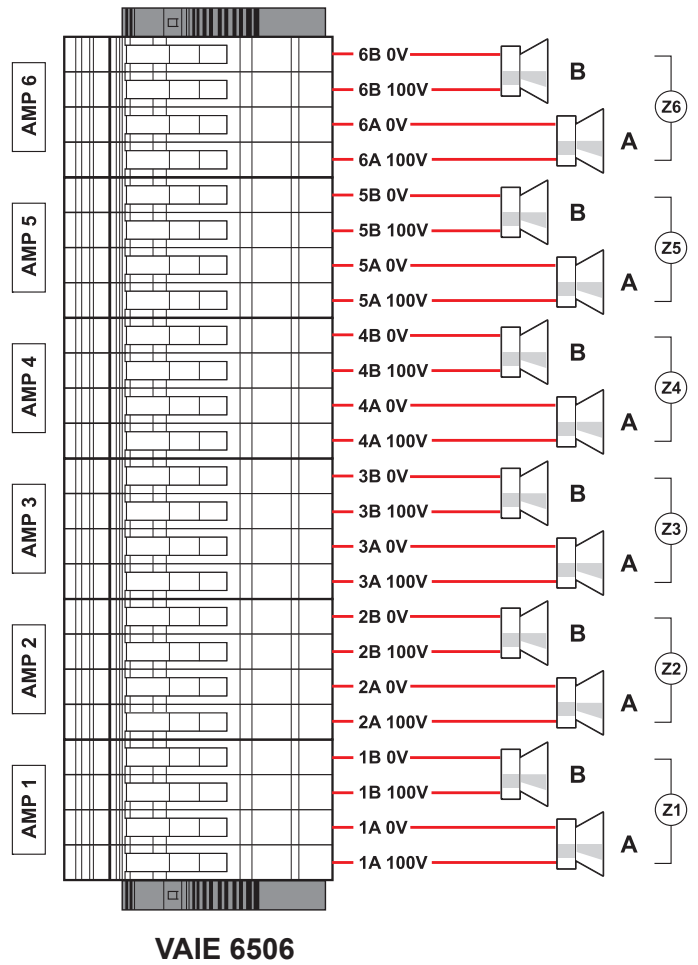 AMP 6
6B 0V
B
6B 100V
Z6
6A 0V
A
6A 100V
AMP 5
5B 0V
B
5B 100V
Z5
5A 0V
A
5A 100V
AMP 4
4B 0V
B
4B 100V
Z4
4A 0V
A
4A 100V
AMP 3
3B 0V
B
3B 100V
Z3
3A 0V
A
3A 100V
AMP 2
2B 0V
B
2B 100V
Z2
2A 0V
A
2A 100V
AMP 1
1B 0V
B
1B 100V
Z1
1A 0V
A
1A 100V
VAIE 6506